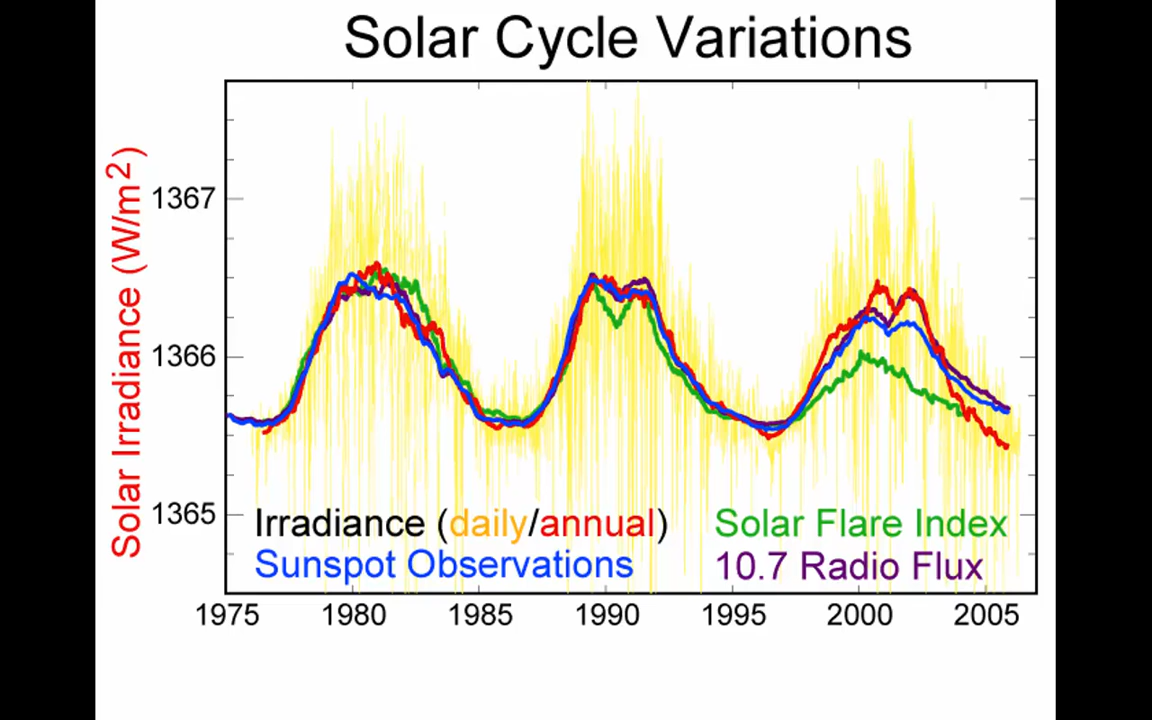 Solar Cycle Variations
Solar Irradiance (W/m²)
1367
1366
1365
Irradiance (daily/annual)
Solar Flare Index
Sunspot Observations
10.7 Radio Flux
1975 1980 1985 1990 1995 2000 2005